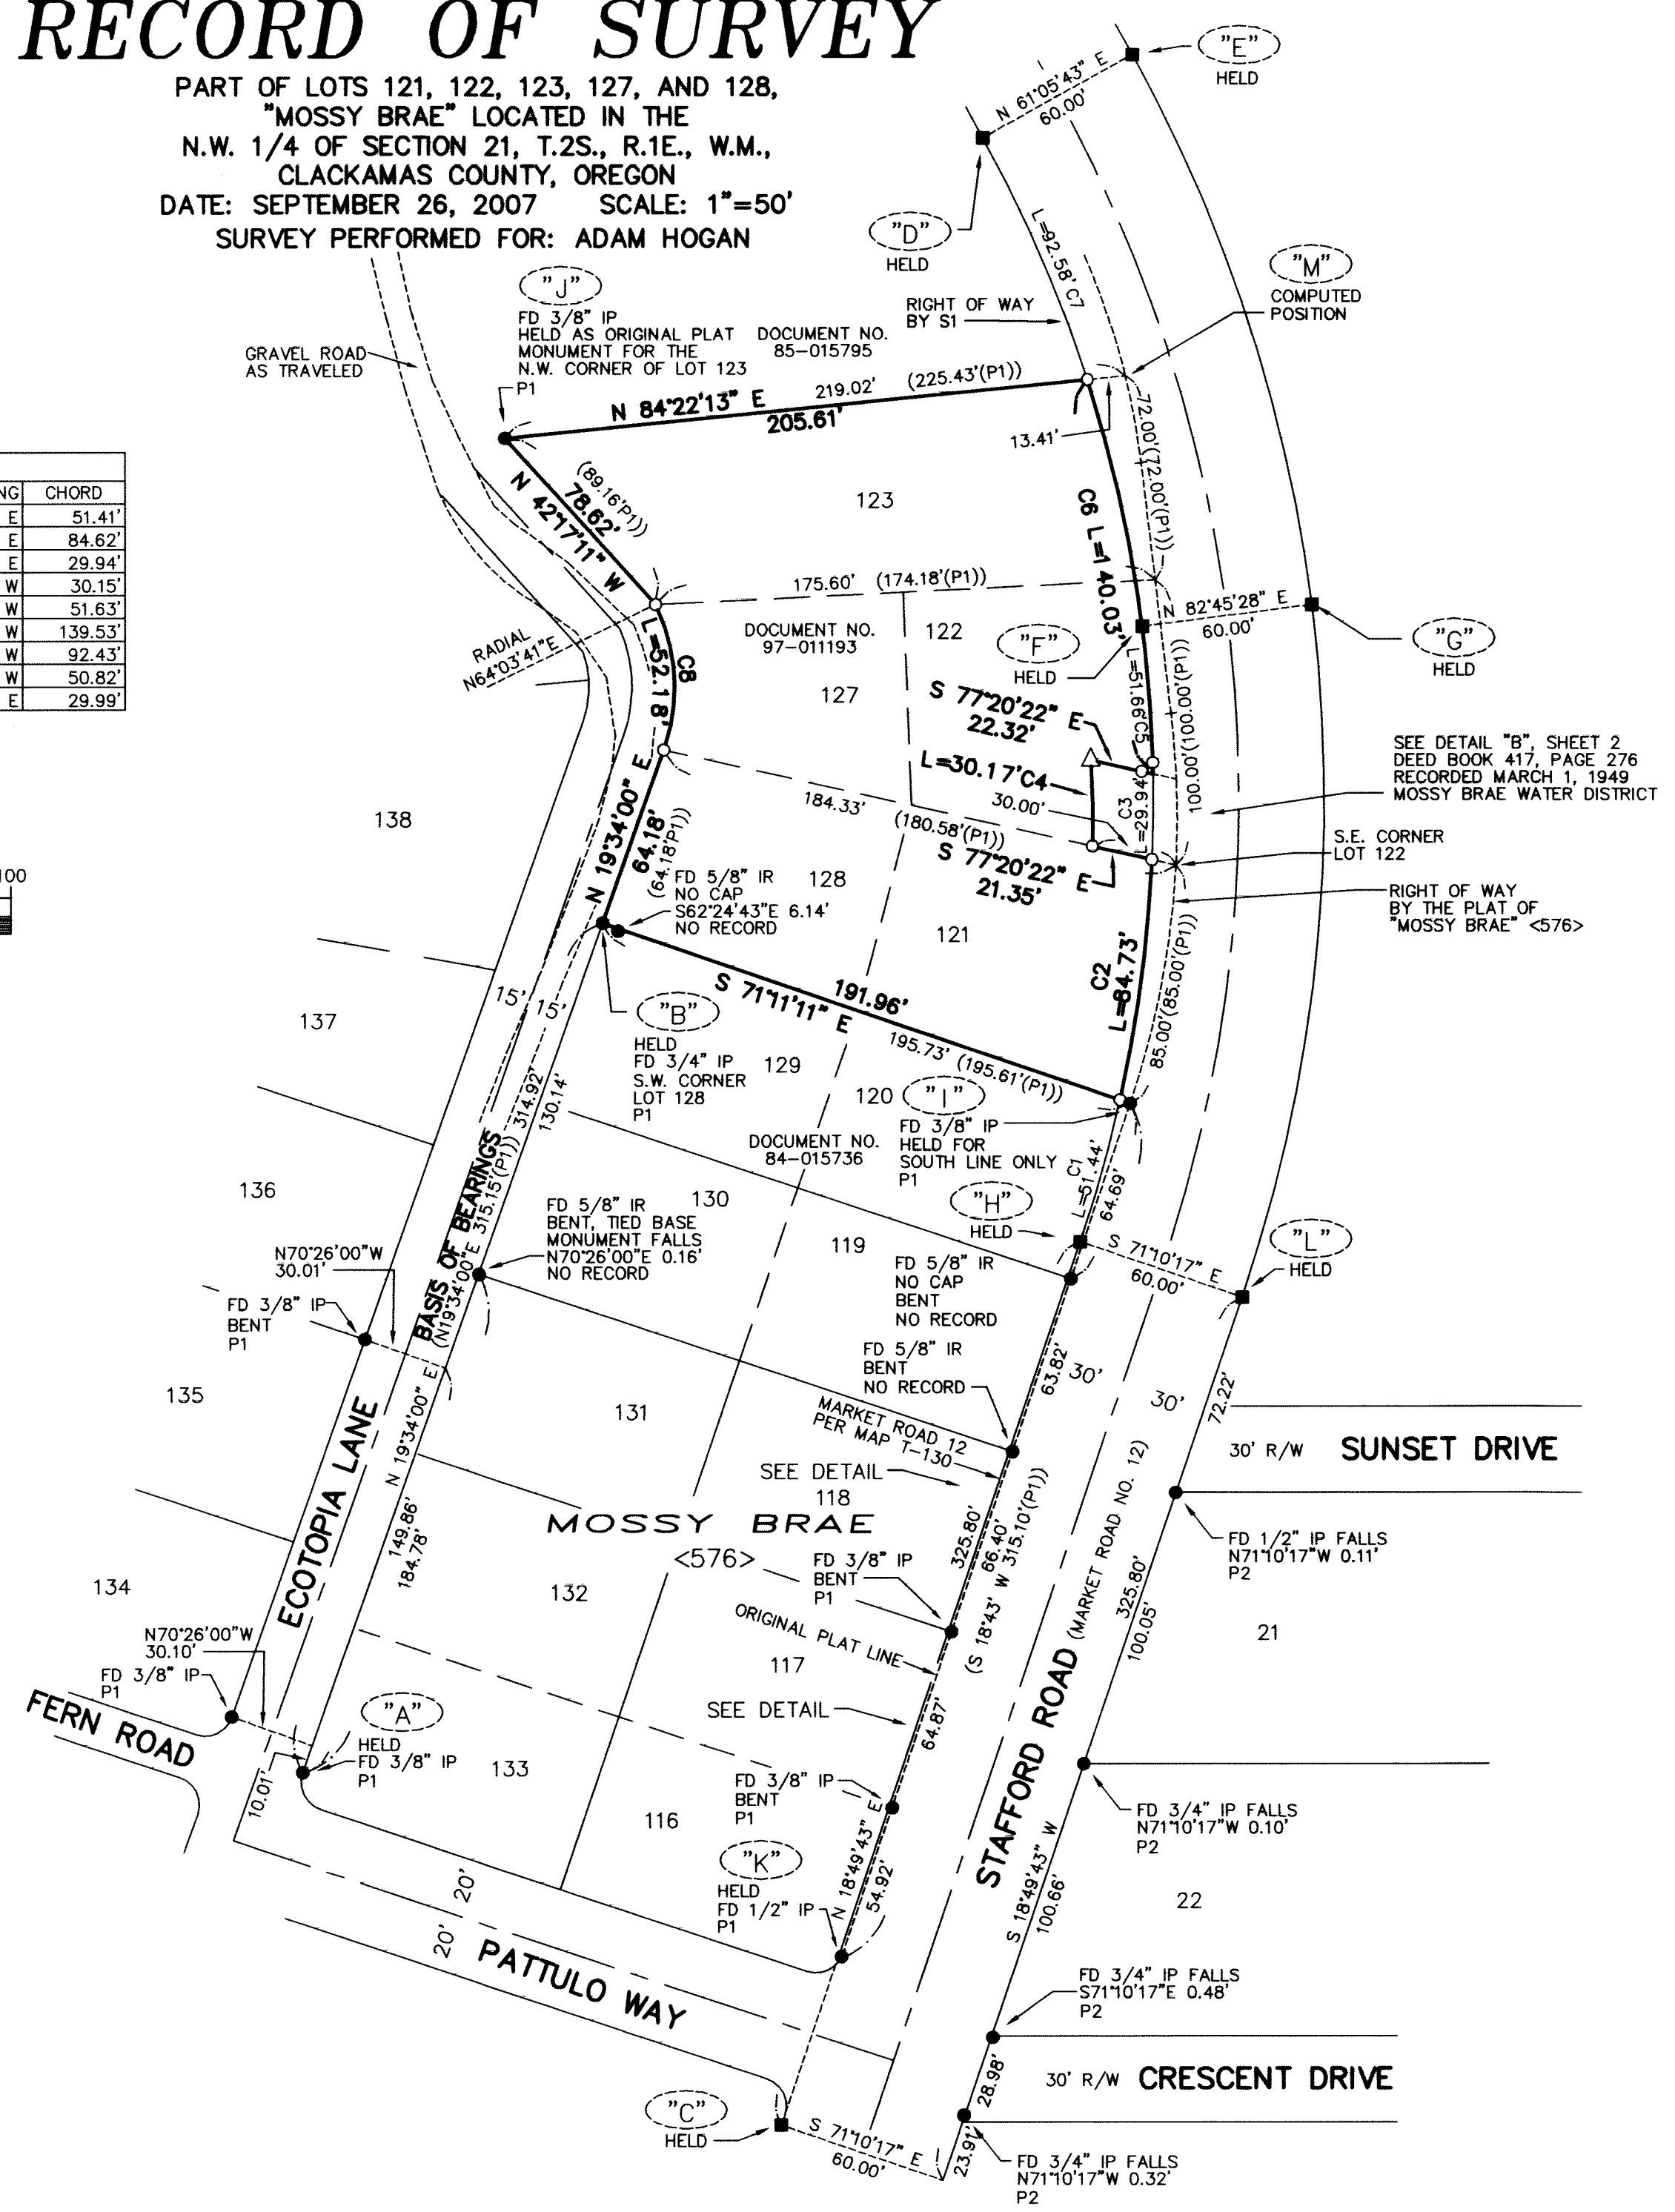 RECORD OF SURVEY
PART OF LOTS 121, 122, 123, 127, AND 128,
"MOSSY BRAE" LOCATED IN THE
N.W. 1/4 OF SECTION 21, T.2S., R.1E., W.M.,
CLACKAMAS COUNTY, OREGON
DATE: SEPTEMBER 26, 2007 SCALE: 1"=50'
SURVEY PERFORMED FOR: ADAM HOGAN
"E"
HELD
N 61°05'43" E
60.00'
"D"
HELD
L=92.58' C7
"M"
COMPUTED
POSITION
RIGHT OF WAY
BY S1
"J"
FD 3/8" IP
HELD AS ORIGINAL PLAT
MONUMENT FOR THE
N.W. CORNER OF LOT 123
P1
DOCUMENT NO.
85-015795
GRAVEL ROAD
AS TRAVELED
N 84°22'13" E
219.02' (225.43'(P1))
205.61'
13.41'
72.00'(72.00'(P1))
NG CHORD
E 51.41'
E 84.62'
E 29.94'
W 30.15'
W 51.63'
W 139.53'
W 92.43'
W 50.82'
E 29.99'
(89.16'P1))
78.62'
N 42°17'11" W
123
C6 L=140.03'
175.60' (174.18'(P1))
N 82°45'28" E
60.00'
"G"
HELD
RADIAL
N64°03'41"E
L=52.18'
C8
DOCUMENT NO.
97-011193
122
127
"F"
HELD
L=51.66'C5
100.00'(100.00'(P1))
S 77°20'22" E
22.32'
L=30.17'C4
30.00'
C3
L=29.94'
SEE DETAIL "B", SHEET 2
DEED BOOK 417, PAGE 276
RECORDED MARCH 1, 1949
MOSSY BRAE WATER DISTRICT
S.E. CORNER
LOT 122
184.33'
(180.58'(P1))
S 77°20'22" E
21.35'
138
N 19°34'00" E
64.18'
(64.18'P1))
100
FD 5/8" IR
NO CAP
S62°24'43"E 6.14'
NO RECORD
128
121
RIGHT OF WAY
BY THE PLAT OF
"MOSSY BRAE" <576>
C2
L=84.73'
85.00'(85.00'(P1))
191.96'
S 71°11'11" E
195.73' (195.61'(P1))
15' 15'
137
"B"
HELD
FD 3/4" IP
S.W. CORNER
LOT 128
P1
129
120
"I"
FD 3/8" IP
HELD FOR
SOUTH LINE ONLY
P1
DOCUMENT NO.
84-015736
130.14'
BASIS OF BEARINGS
(N19°34'00"E 315.15'(P1)) 314.92'
C1
L=51.44'
64.69'
136
130
"H"
HELD
S 71°10'17" E
60.00'
"L"
HELD
FD 5/8" IR
BENT, TIED BASE
MONUMENT FALLS
N70°26'00"E 0.16'
NO RECORD
119
N70°26'00"W
30.01'
FD 3/8" IP
BENT
P1
FD 5/8" IR
NO CAP
BENT
NO RECORD
FD 5/8" IR
BENT
NO RECORD
63.82'
30'
30'
72.22'
135
131
MARKET ROAD 12
PER MAP T-130
SEE DETAIL
118
30' R/W SUNSET DRIVE
ECOTOPIA LANE
N 19°34'00" E
149.86'
184.78'
MOSSY BRAE
<576>
325.80'
66.40'
(S 18°43' W 315.10'(P1))
FD 3/8" IP
BENT
P1
FD 1/2" IP FALLS
N71°10'17"W 0.11'
P2
134
132
ORIGINAL PLAT LINE
117
STAFFORD ROAD (MARKET ROAD NO. 12)
325.80'
100.05'
21
N70°26'00"W
30.10'
FD 3/8" IP
P1
FERN ROAD
"A"
HELD
FD 3/8" IP
P1
SEE DETAIL
64.87'
10.01'
133
FD 3/8" IP
BENT
P1
116
FD 3/4" IP FALLS
N71°10'17"W 0.10'
P2
"K"
HELD
FD 1/2" IP
P1
N 18°49'43" E
54.92'
S 18°49'43" W
100.66'
22
20'
20'
PATTULO WAY
FD 3/4" IP FALLS
S71°10'17"E 0.48'
P2
30' R/W CRESCENT DRIVE
28.98'
"C"
HELD
S 71°10'17" E
60.00'
23.91'
FD 3/4" IP FALLS
N71°10'17"W 0.32'
P2